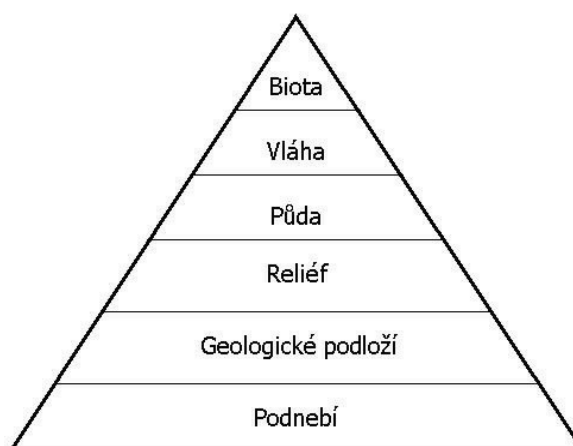 Biota
Vláha
Půda
Reliéf
Geologické podloží
Podnebí